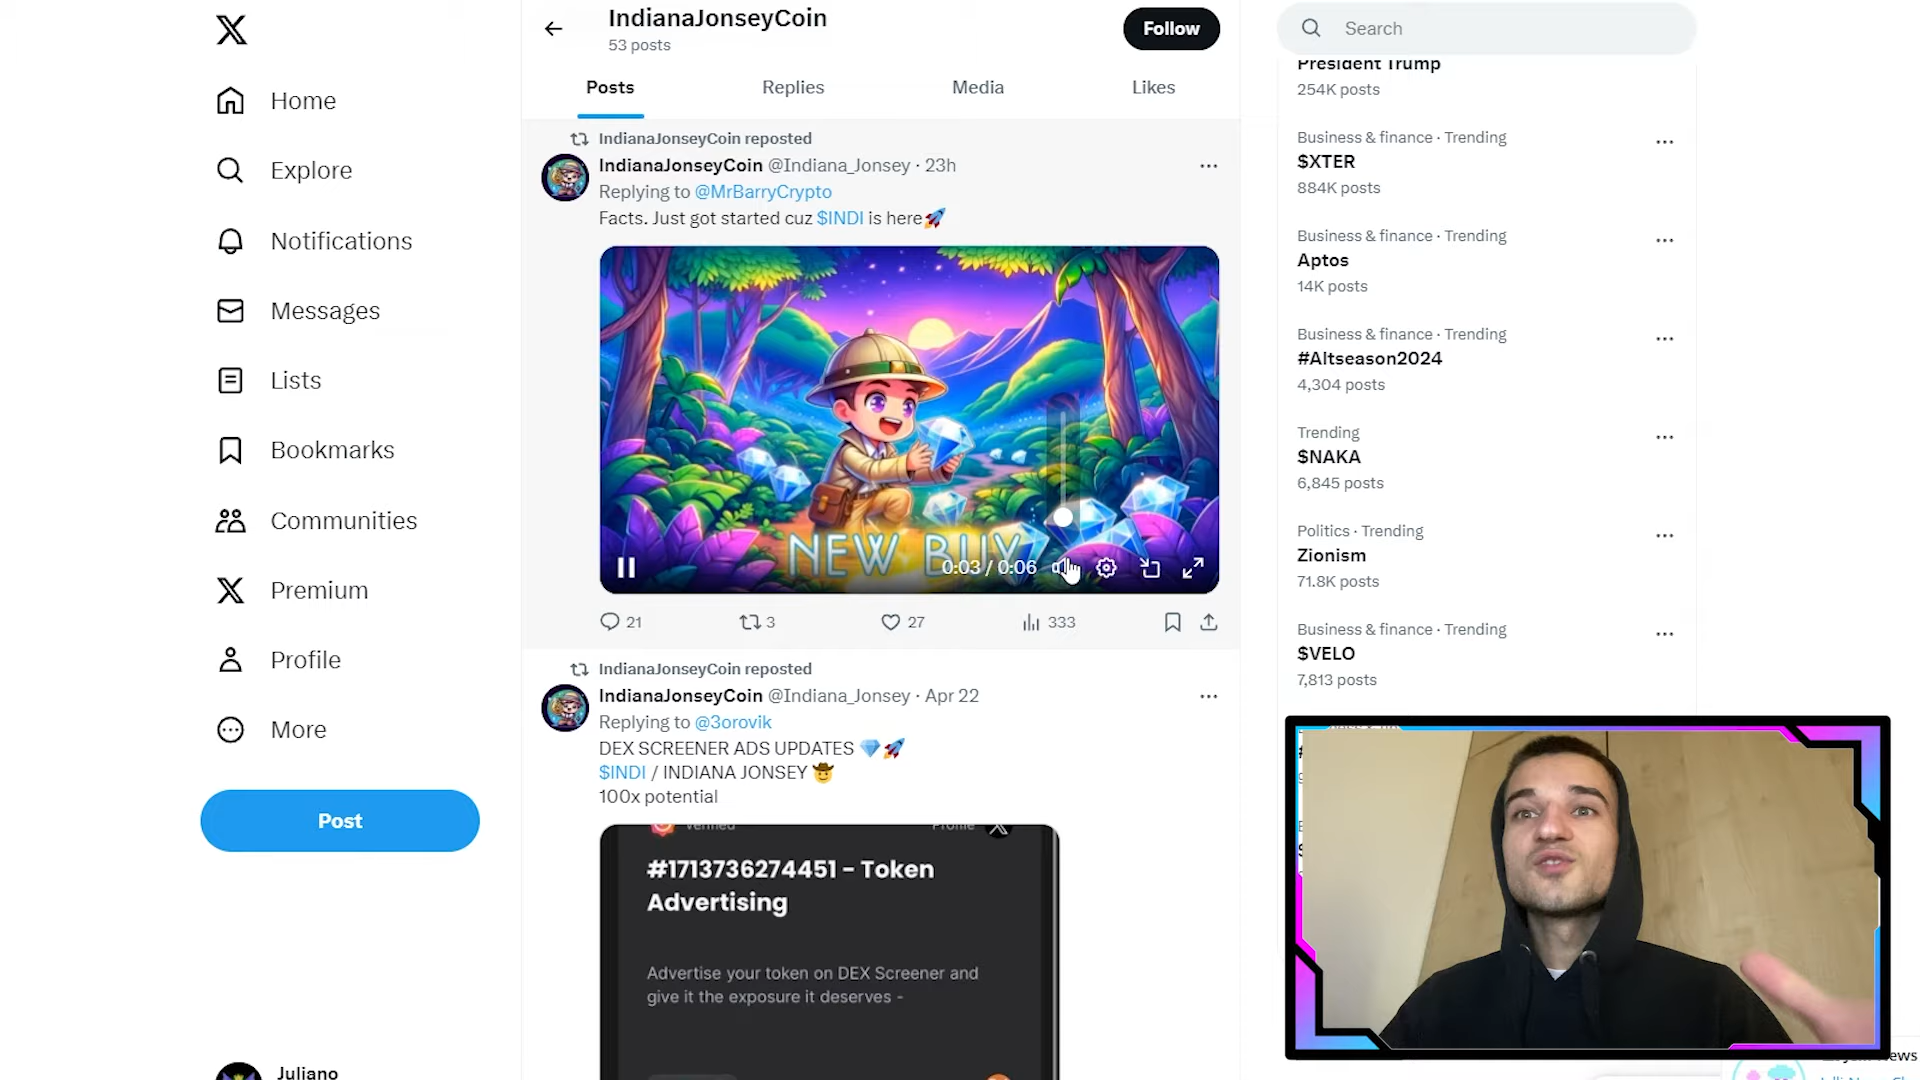 Home
Explore
Notifications
Messages
Lists
Bookmarks
Communities
Premium
Profile
More
Post
Juliano
IndianaJonseyCoin
53 posts
Follow
Posts
Replies
Media
Likes
IndianaJonseyCoin reposted
IndianaJonseyCoin @Indiana_Jonsey · 23h
Replying to @MrBarryCrypto
Facts. Just got started cuz $INDI is here🚀
NEW BUY
0:03 / 0:06
21
3
27
333
IndianaJonseyCoin reposted
IndianaJonseyCoin @Indiana_Jonsey · Apr 22
Replying to @3orovik
DEX SCREENER ADS UPDATES 💎🚀
$INDI / INDIANA JONSEY 🤠
100x potential
Verified
Profile
#1713736274451 - Token
Advertising
Advertise your token on DEX Screener and
give it the exposure it deserves -
Search
President Trump
254K posts
Business & finance · Trending
$XTER
884K posts
Business & finance · Trending
Aptos
14K posts
Business & finance · Trending
#Altseason2024
4,304 posts
Trending
$NAKA
6,845 posts
Politics · Trending
Zionism
71.8K posts
Business & finance · Trending
$VELO
7,813 posts